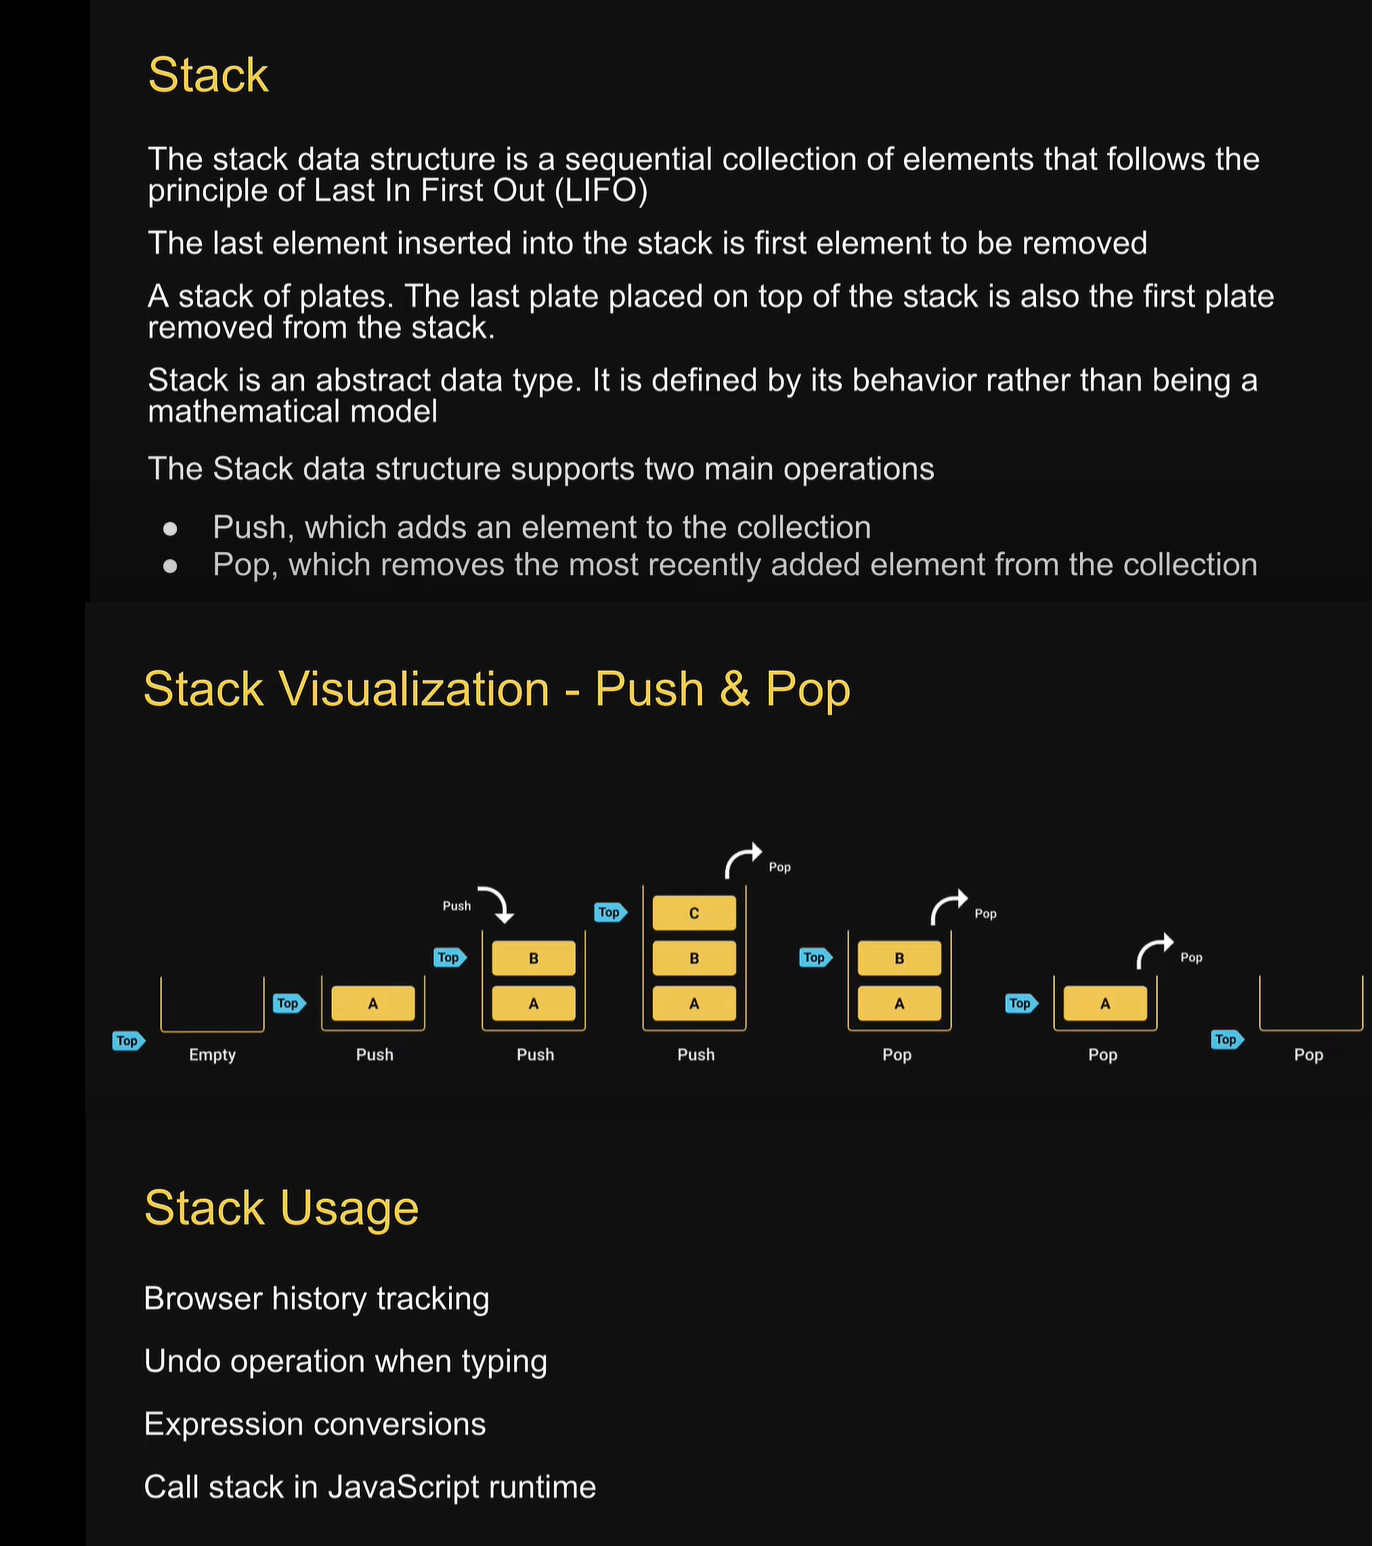 Stack
The stack data structure is a sequential collection of elements that follows the
principle of Last In First Out (LIFO)
The last element inserted into the stack is first element to be removed
A stack of plates. The last plate placed on top of the stack is also the first plate
removed from the stack.
Stack is an abstract data type. It is defined by its behavior rather than being a
mathematical model
The Stack data structure supports two main operations
● Push, which adds an element to the collection
● Pop, which removes the most recently added element from the collection
Stack Visualization - Push & Pop
Top
Empty
Top
A
Push
Push
Top
B
A
Push
Top
C
B
A
Push
Pop
Top
B
A
Pop
Pop
Top
A
Pop
Pop
Top
Pop
Stack Usage
Browser history tracking
Undo operation when typing
Expression conversions
Call stack in JavaScript runtime